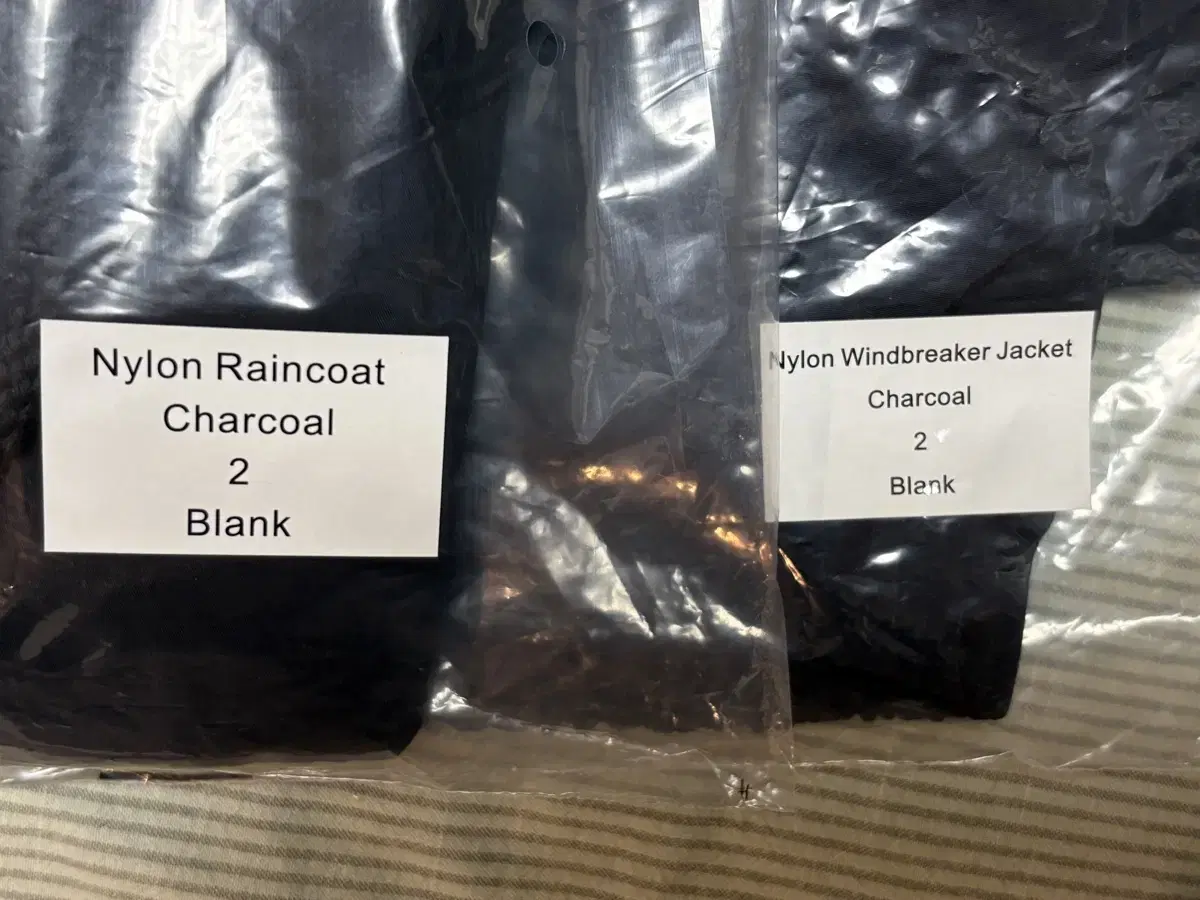 Nylon Raincoat
Charcoal
2
Blank
Nylon Windbreaker Jacket
Charcoal
2
Blank